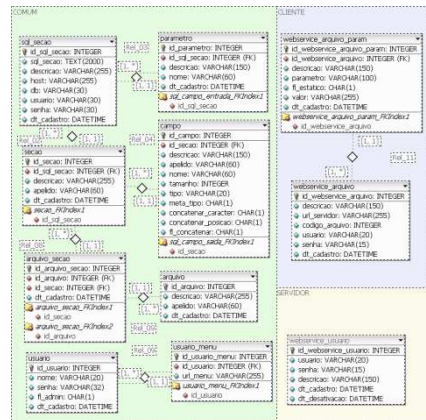 COMUM
sql_secao
id_sql_secao: INTEGER
sql_secao: TEXT(2000)
descricao: VARCHAR(255)
host: VARCHAR(255)
db: VARCHAR(30)
usuario: VARCHAR(30)
senha: VARCHAR(30)
dt_cadastro: DATETIME
parametro
id_parametro: INTEGER
id_sql_secao: INTEGER (FK)
descricao: VARCHAR(150)
nome: VARCHAR(60)
dt_cadastro: DATETIME
sql_campo_entrada_FKIndex1
id_sql_secao
Rel_03
(1,*)
(1,1)
secao
id_secao: INTEGER
id_sql_secao: INTEGER (FK)
descricao: VARCHAR(255)
apelido: VARCHAR(60)
dt_cadastro: DATETIME
secao_FKIndex1
id_sql_secao
Rel_04
(1,*)
(1,1)
campo
id_campo: INTEGER
id_secao: INTEGER (FK)
descricao: VARCHAR(150)
apelido: VARCHAR(60)
nome: VARCHAR(60)
tamanho: INTEGER
tipo: VARCHAR(20)
meta_tipo: CHAR(1)
concatenar_caracter: CHAR(1)
concatenar_posicao: CHAR(1)
fl_concatenar: CHAR(1)
sql_campo_saida_FKIndex1
id_secao
arquivo_secao
id_arquivo_secao: INTEGER
id_arquivo: INTEGER (FK)
id_secao: INTEGER (FK)
dt_cadastro: DATETIME
arquivo_secao_FKIndex1
id_secao
arquivo_secao_FKIndex2
id_arquivo
arquivo
id_arquivo: INTEGER
descricao: VARCHAR(255)
apelido: VARCHAR(60)
dt_cadastro: DATETIME
usuario
id_usuario: INTEGER
nome: VARCHAR(20)
senha: VARCHAR(32)
fl_admin: CHAR(1)
dt_cadastro: DATETIME
usuario_menu
id_usuario_menu: INTEGER
id_usuario: INTEGER (FK)
url_menu: VARCHAR(255)
usuario_menu_FKIndex1
id_usuario
CLIENTE
webservice_arquivo_param
id_webservice_arquivo_param: INTEGER
id_webservice_arquivo: INTEGER (FK)
descricao: VARCHAR(150)
parametro: VARCHAR(100)
fl_estatico: CHAR(1)
valor: VARCHAR(255)
dt_cadastro: DATETIME
webservice_arquivo_param_FKIndex1
id_webservice_arquivo
Rel_11
webservice_arquivo
id_webservice_arquivo: INTEGER
descricao: VARCHAR(150)
url_servidor: VARCHAR(255)
codigo_arquivo: INTEGER
usuario: VARCHAR(20)
senha: VARCHAR(15)
dt_cadastro: DATETIME
SERVIDOR
webservice_usuario
id_webservice_usuario: INTEGER
usuario: VARCHAR(20)
senha: VARCHAR(15)
descricao: VARCHAR(150)
dt_cadastro: DATETIME
dt_desativacao: DATETIME